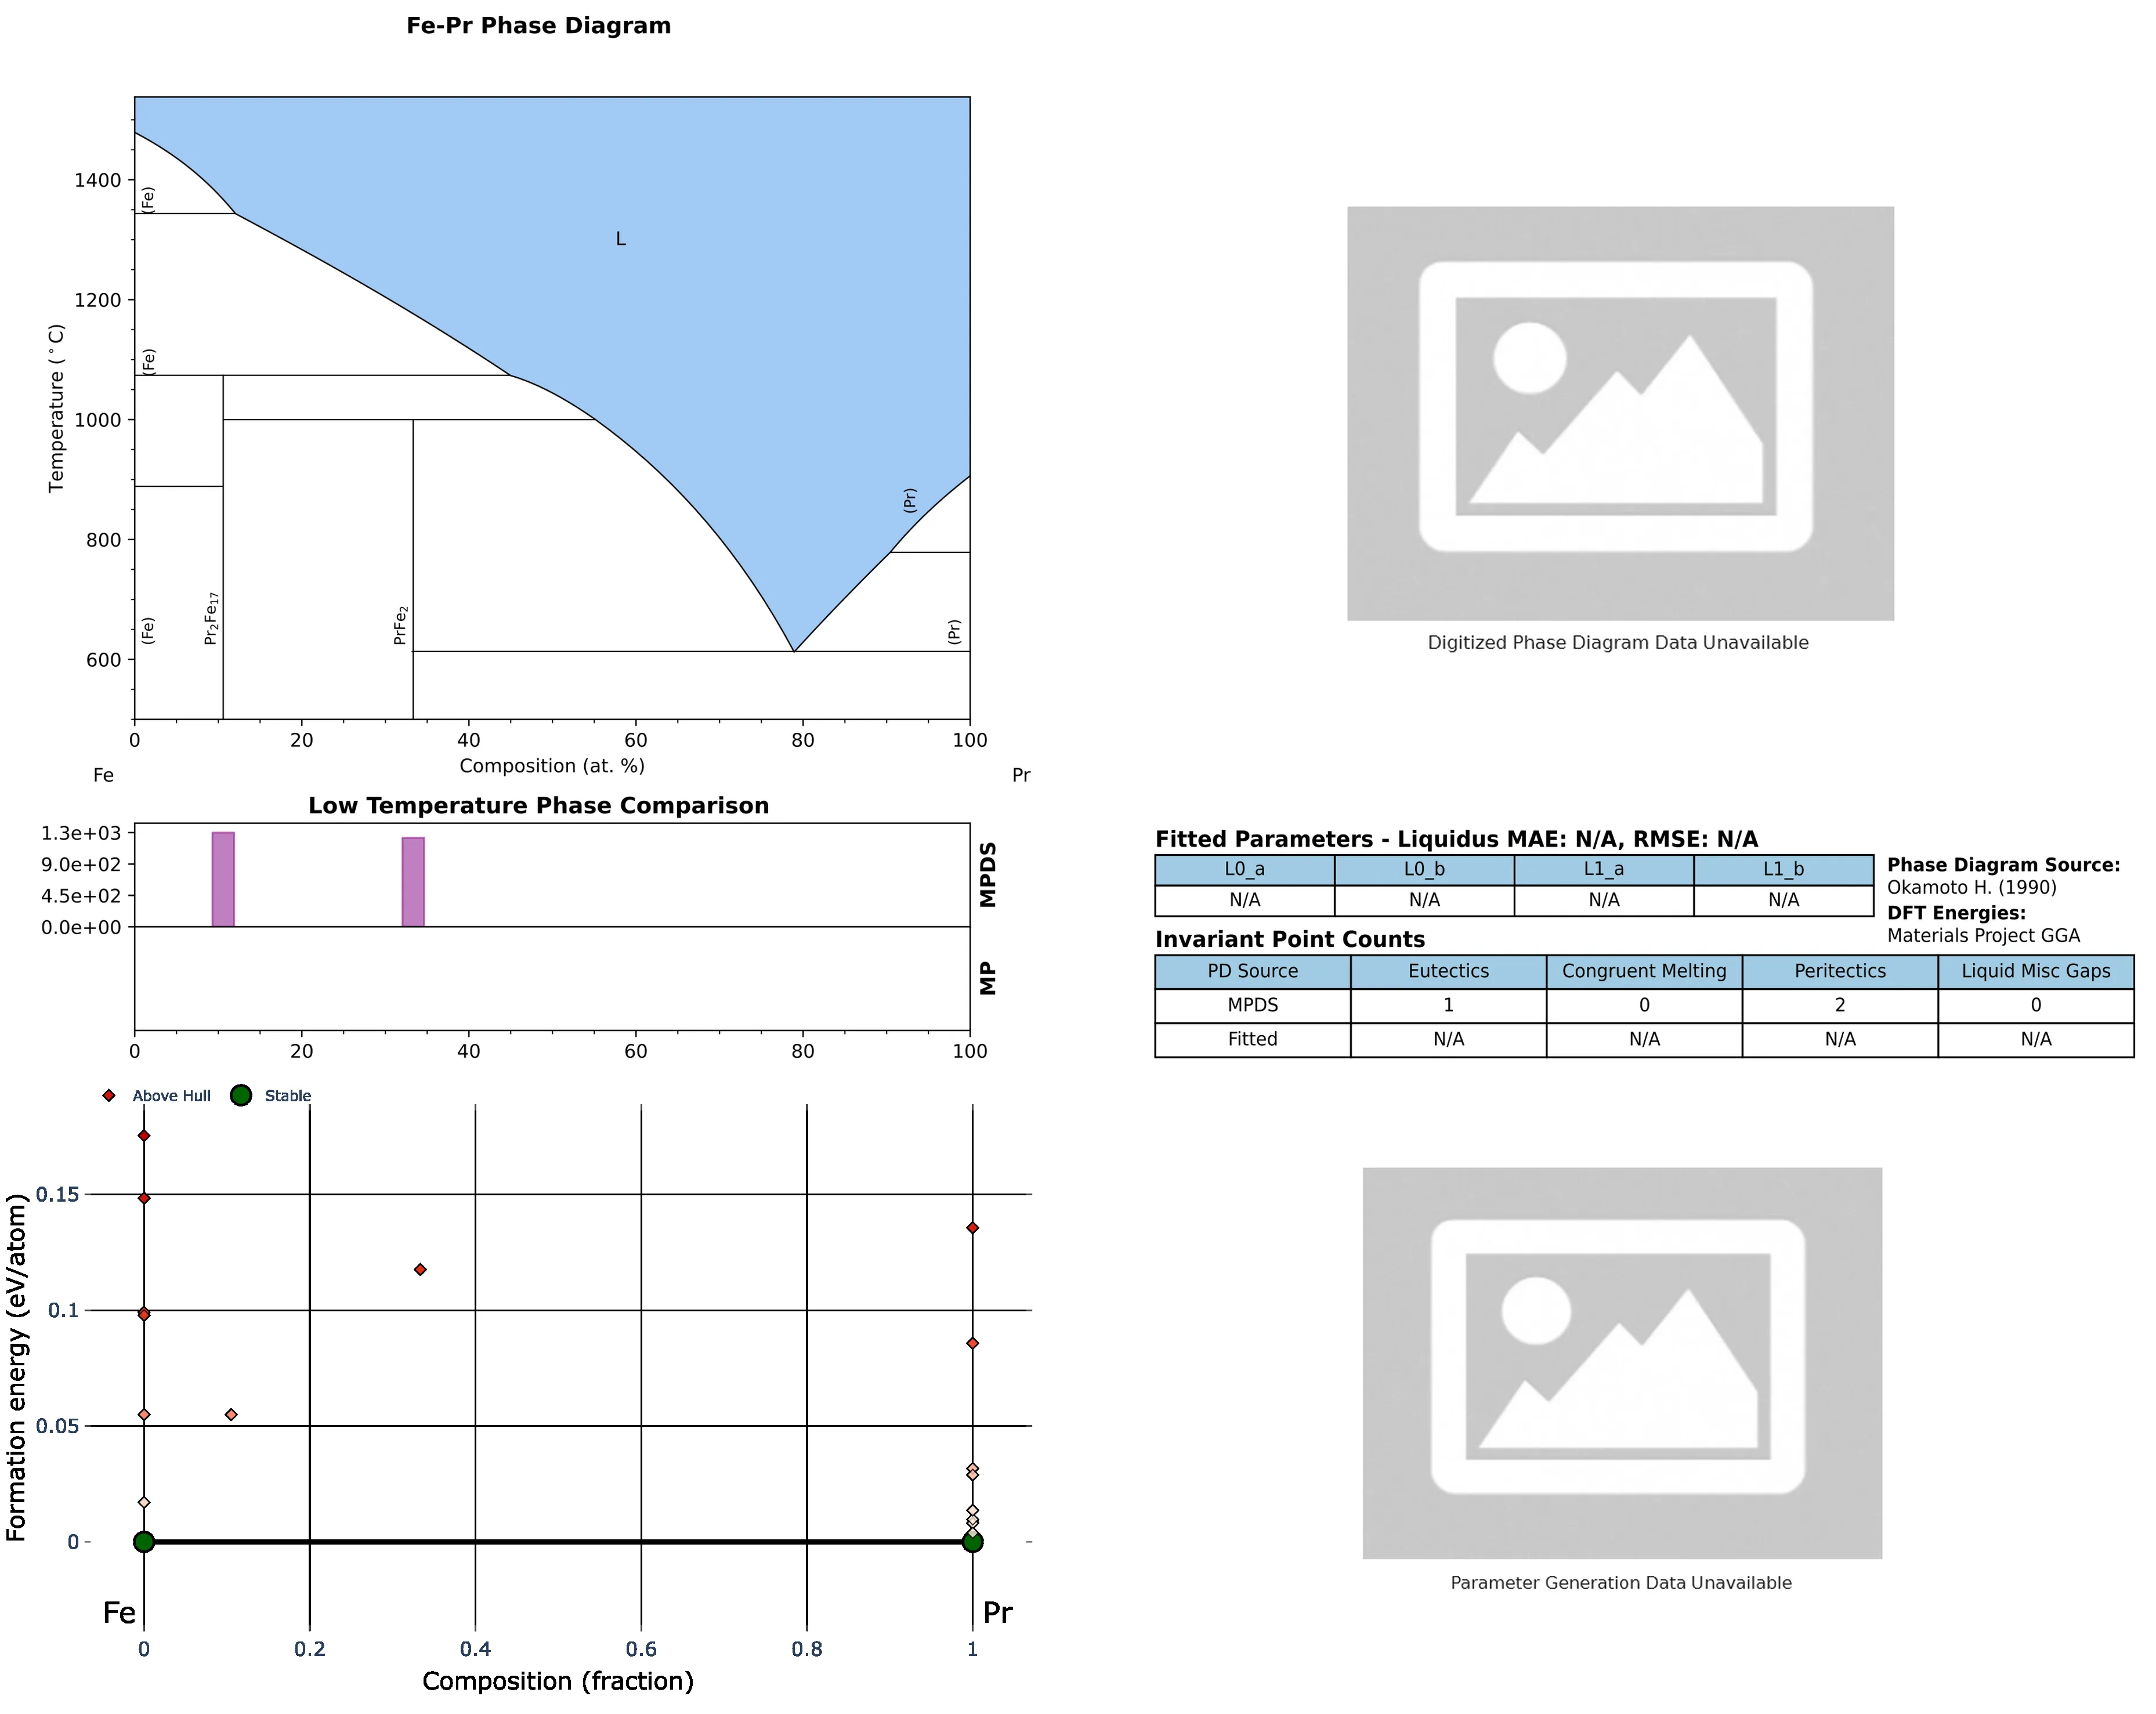 Fe-Pr Phase Diagram
1400
1200
1000
800
600
Temperature (°C)
(Fe)
(Fe)
(Fe)
Pr₂Fe₁₇
PrFe₂
L
(Pr)
(Pr)
0 20 40 60 80 100
Composition (at. %)
Fe Pr
Digitized Phase Diagram Data Unavailable
Low Temperature Phase Comparison
1.3e+03
9.0e+02
4.5e+02
0.0e+00
MPDS
MP
0 20 40 60 80 100
Fitted Parameters - Liquidus MAE: N/A, RMSE: N/A
L0_a L0_b L1_a L1_b
N/A N/A N/A N/A
Phase Diagram Source:
Okamoto H. (1990)
DFT Energies:
Materials Project GGA
Invariant Point Counts
PD Source Eutectics Congruent Melting Peritectics Liquid Misc Gaps
MPDS 1 0 2 0
Fitted N/A N/A N/A N/A
Above Hull Stable
0.15
0.1
0.05
0
Formation energy (eV/atom)
Fe Pr
0 0.2 0.4 0.6 0.8 1
Composition (fraction)
Parameter Generation Data Unavailable